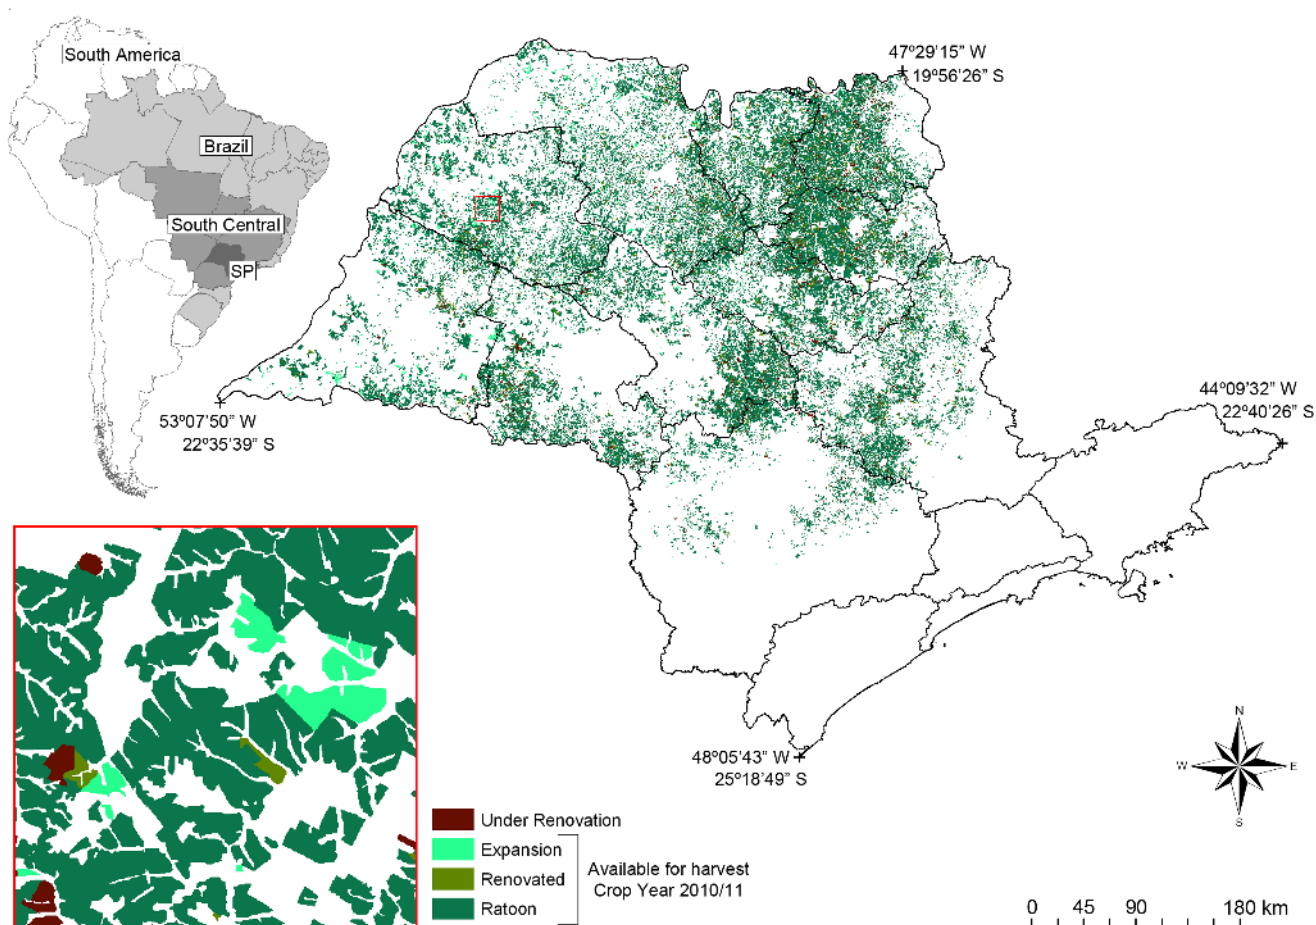 South America
Brazil
South Central
SP
47º29'15" W
19º56'26" S
53º07'50" W
22º35'39" S
44º09'32" W
22º40'26" S
48º05'43" W
25º18'49" S
N
W
E
S
Under Renovation
Expansion
Renovated
Ratoon
Available for harvest
Crop Year 2010/11
0 45 90 180 km